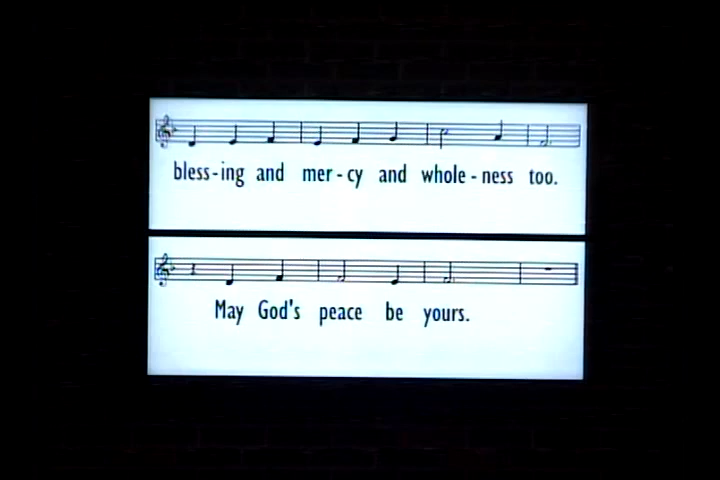 bless-ing and mer-cy and whole-ness too.
May God's peace be yours.